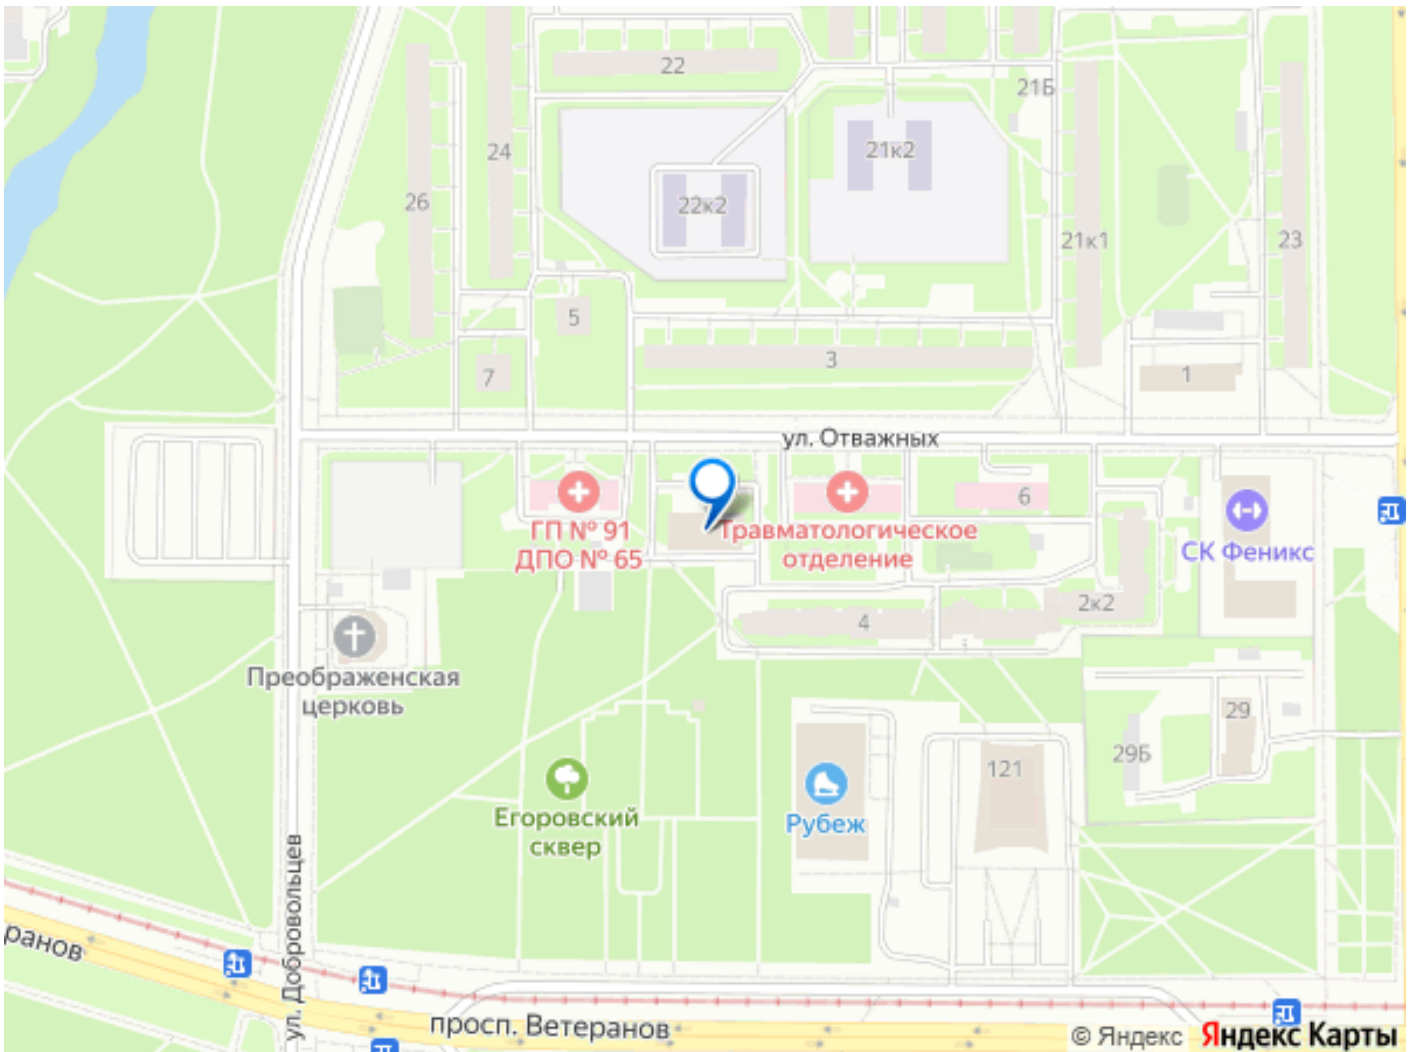 22
21Б
24
21к2
26
22к2
21к1
23
5
3
7
1
ул. Отважных
6
ГП № 91
ДПО № 65
Травматологическое
отделение
СК Феникс
2к2
4
Преображенская
церковь
29
29Б
121
Егоровский
сквер
Рубеж
ул. Добровольцев
ранов
просп. Ветеранов
© Яндекс Яндекс Карты